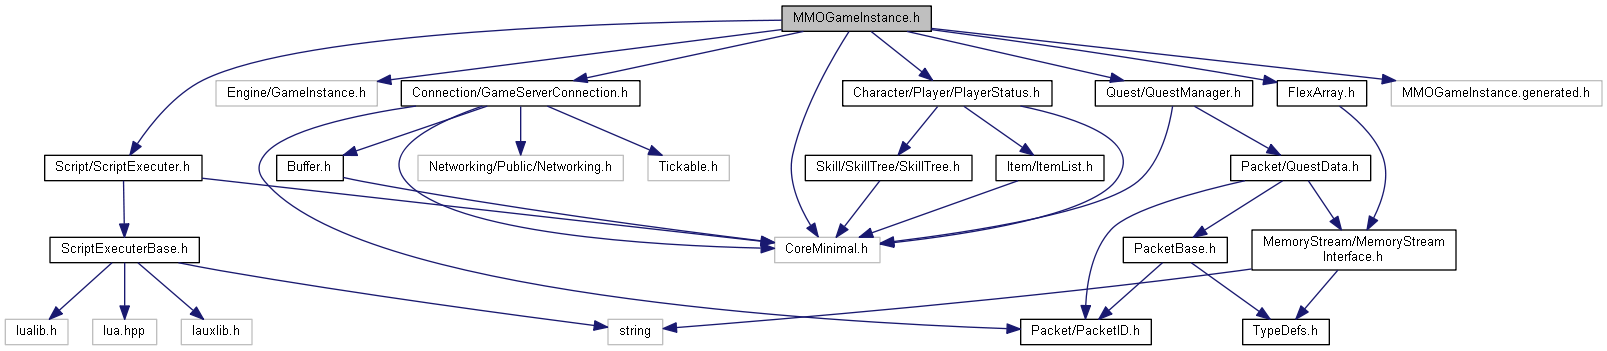 MMOGameInstance.h
Engine/GameInstance.h
Connection/GameServerConnection.h
Character/Player/PlayerStatus.h
Quest/QuestManager.h
FlexArray.h
MMOGameInstance.generated.h
Script/ScriptExecuter.h
Buffer.h
Networking/Public/Networking.h
Tickable.h
Skill/SkillTree/SkillTree.h
Item/ItemList.h
Packet/QuestData.h
ScriptExecuterBase.h
CoreMinimal.h
PacketBase.h
MemoryStream/MemoryStream
Interface.h
lualib.h
lua.hpp
lauxlib.h
string
Packet/PacketID.h
TypeDefs.h